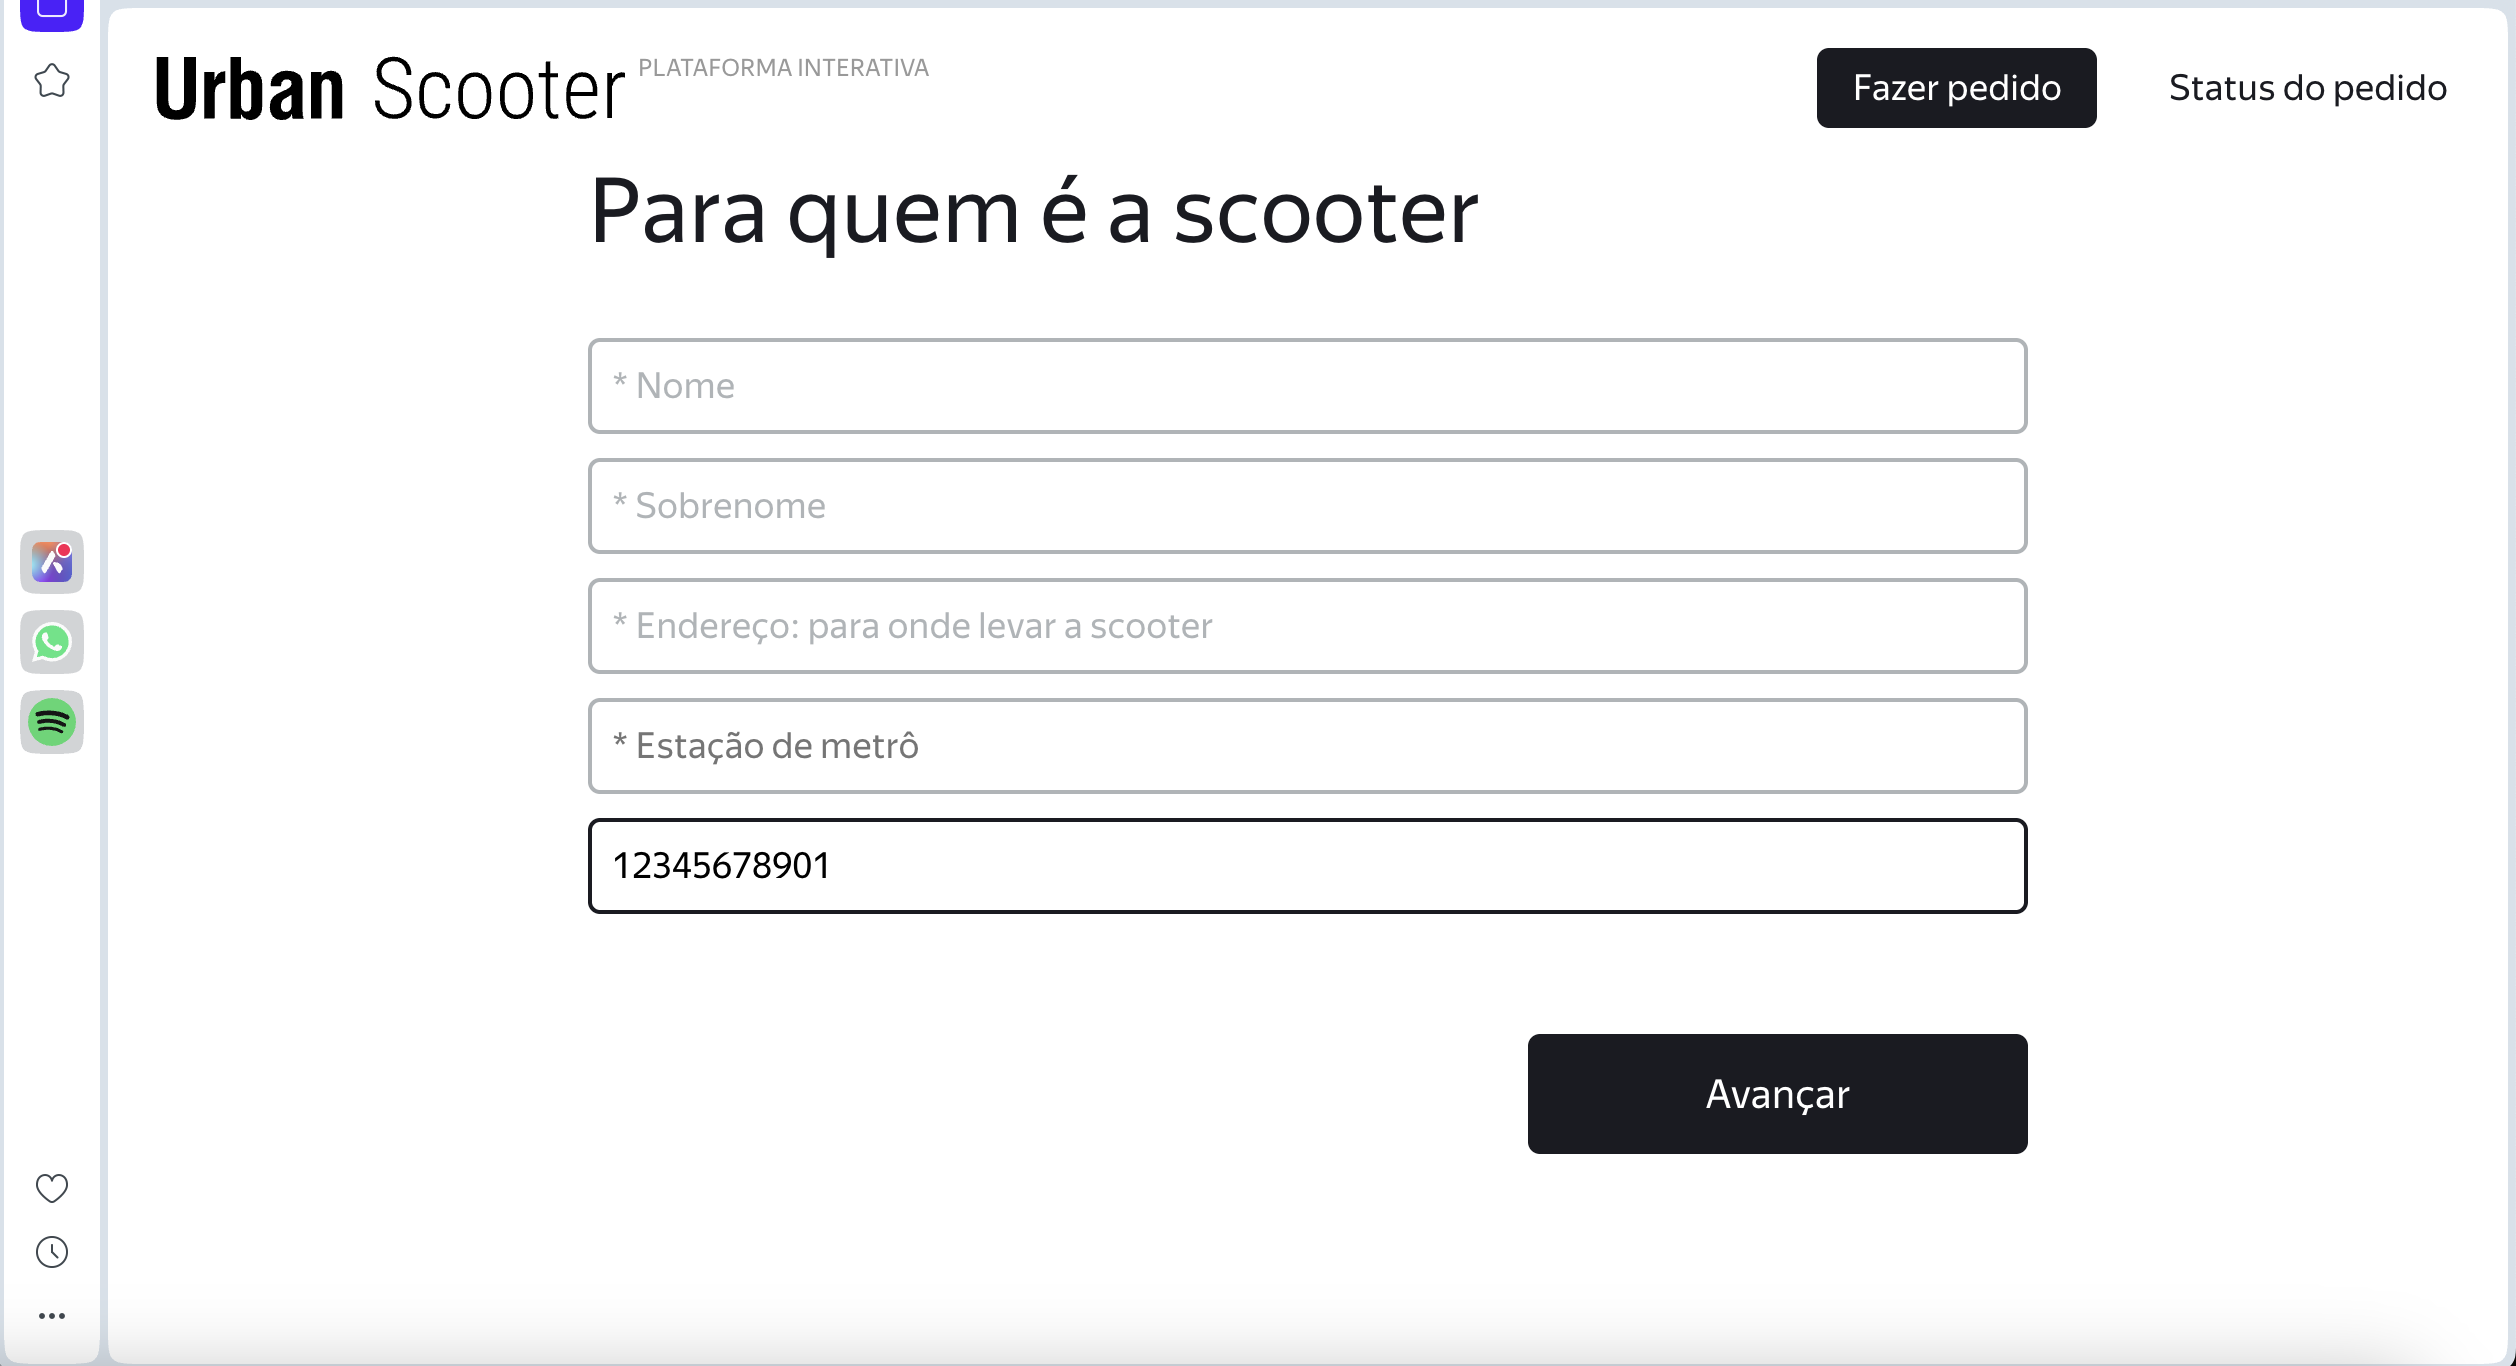 Urban Scooter PLATAFORMA INTERATIVA
Fazer pedido
Status do pedido
Para quem é a scooter
* Nome
* Sobrenome
* Endereço: para onde levar a scooter
* Estação de metrô
12345678901
Avançar